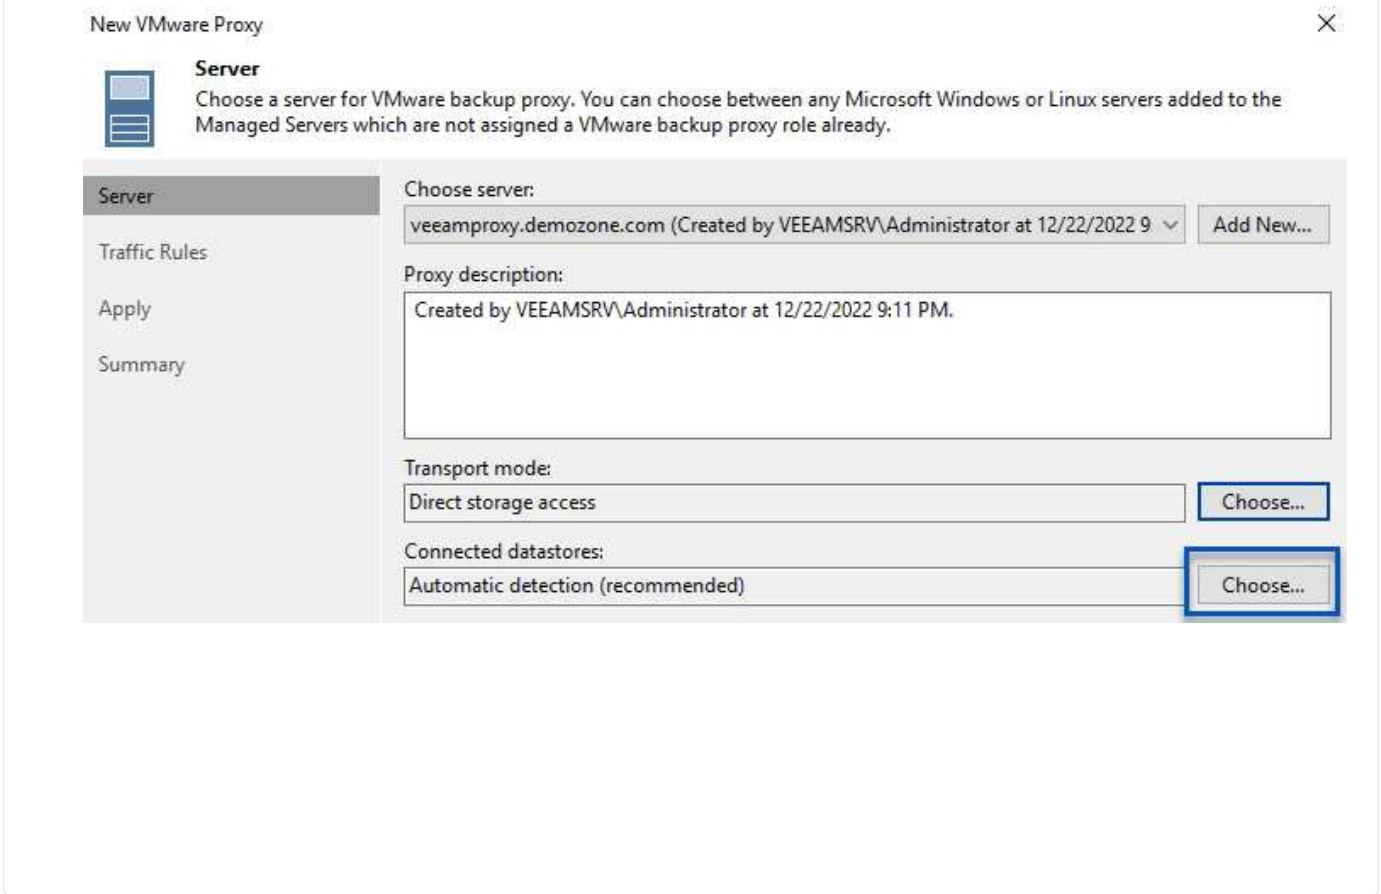 New VMware Proxy
Server
Choose a server for VMware backup proxy. You can choose between any Microsoft Windows or Linux servers added to the
Managed Servers which are not assigned a VMware backup proxy role already.
Server
Traffic Rules
Apply
Summary
Choose server:
veeamproxy.demozone.com (Created by VEEAMSRV\Administrator at 12/22/2022 9
Add New...
Proxy description:
Created by VEEAMSRV\Administrator at 12/22/2022 9:11 PM.
Transport mode:
Direct storage access
Choose...
Connected datastores:
Automatic detection (recommended)
Choose...